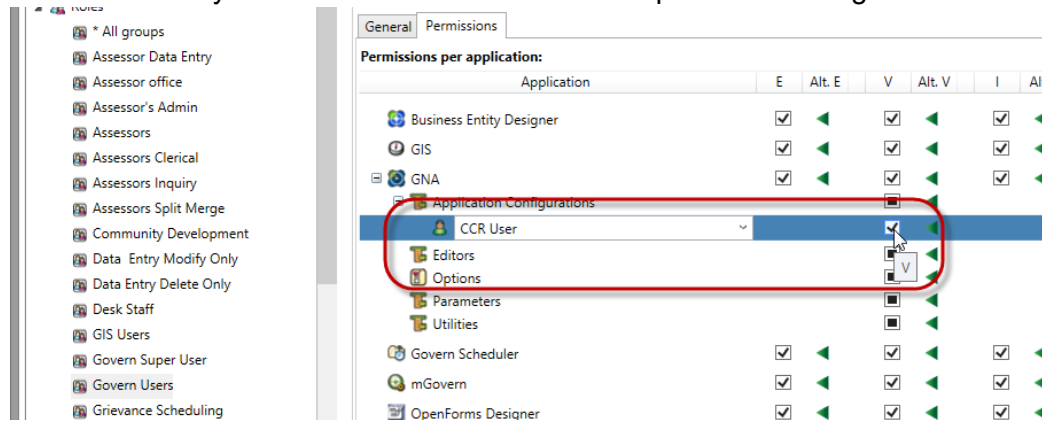 Roles
* All groups
Assessor Data Entry
Assessor office
Assessor's Admin
Assessors
Assessors Clerical
Assessors Inquiry
Assessors Split Merge
Community Development
Data Entry Modify Only
Data Entry Delete Only
Desk Staff
GIS Users
Govern Super User
Govern Users
Grievance Scheduling
General Permissions
Permissions per application:
Application E Alt. E V Alt. V I Al
Business Entity Designer
GIS
GNA
Application Configurations
CCR User
V
Editors
Options
Parameters
Utilities
Govern Scheduler
mGovern
OpenForms Designer